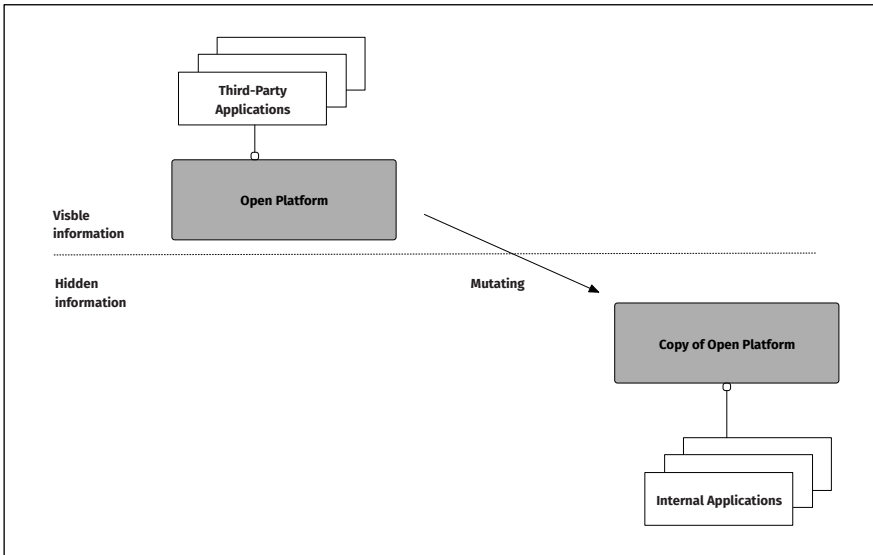 Third-Party
Applications
Open Platform
Visble
information
Hidden
information
Mutating
Copy of Open Platform
Internal Applications